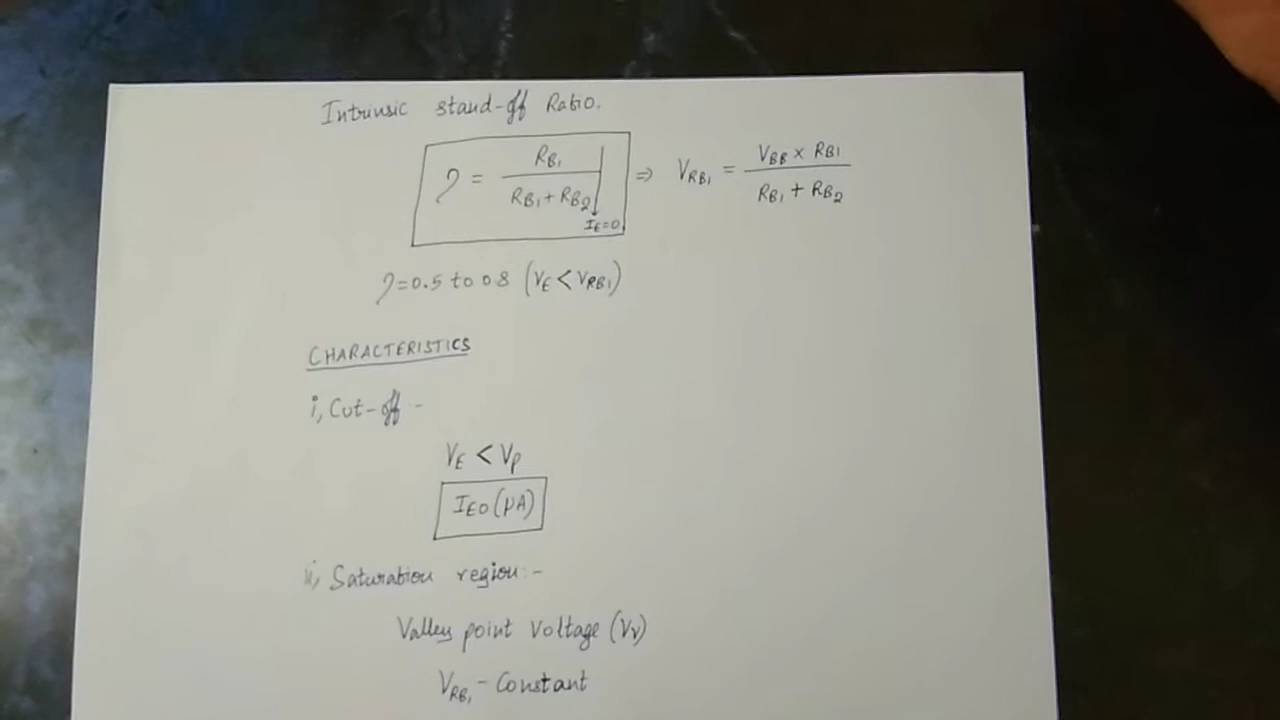 Intrinsic stand-off Ratio.
η = RB1 / RB1 + RB2 | IE=0 ⇒ VRB1 = VBB × RB1 / RB1 + RB2
η=0.5 to 0.8 (VE < VRB1)
CHARACTERISTICS
i, Cut-off -
VE < Vp
IEO (μA)
ii, Saturation region:-
Valley point Voltage (Vv)
VRB1 - Constant